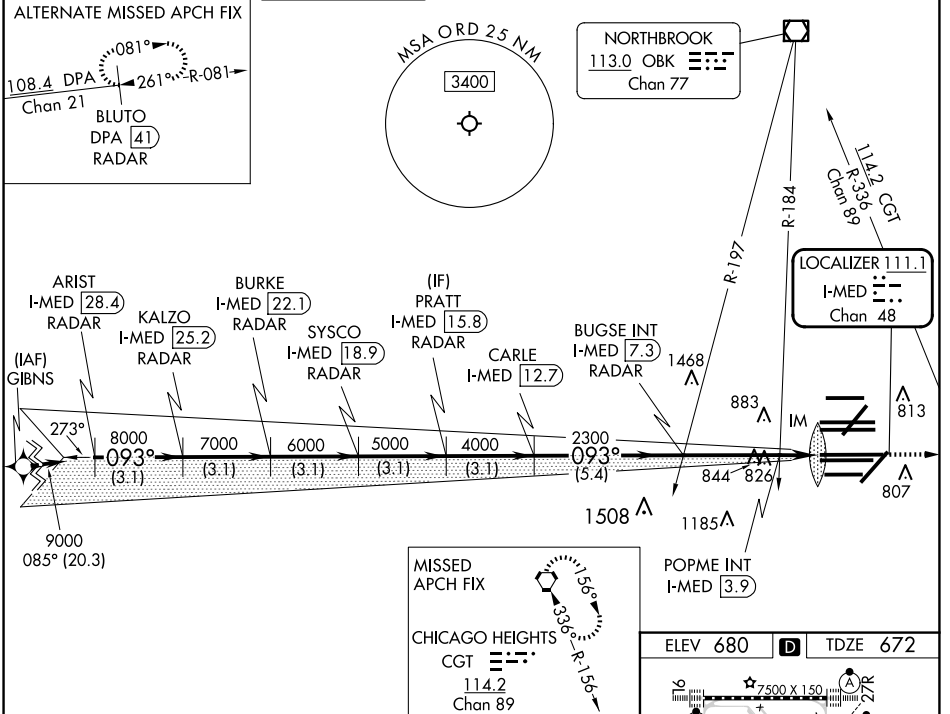 ALTERNATE MISSED APCH FIX
081°
108.4 DPA
261°
R-081
Chan 21
BLUTO
DPA 41
RADAR
MSA ORD 25 NM
3400
NORTHBROOK
113.0 OBK
Chan 77
114.2 CGT
R-336
Chan 89
R-197
R-184
LOCALIZER 111.1
I-MED
Chan 48
(IAF)
GIBNS
ARIST
I-MED 28.4
RADAR
KALZO
I-MED 25.2
RADAR
BURKE
I-MED 22.1
RADAR
SYSCO
I-MED 18.9
RADAR
(IF)
PRATT
I-MED 15.8
RADAR
CARLE
I-MED 12.7
BUGSE INT
I-MED 7.3
RADAR
1468
883
IM
813
273°
8000
093°
(3.1)
7000
(3.1)
6000
(3.1)
5000
(3.1)
4000
(3.1)
2300
093°
(5.4)
844
826
807
9000
085° (20.3)
1508
1185
POPME INT
I-MED 3.9
MISSED
APCH FIX
156°
336°
R-156
CHICAGO HEIGHTS
CGT
114.2
Chan 89
ELEV 680
D
TDZE 672
9L
7500 X 150
A
27R